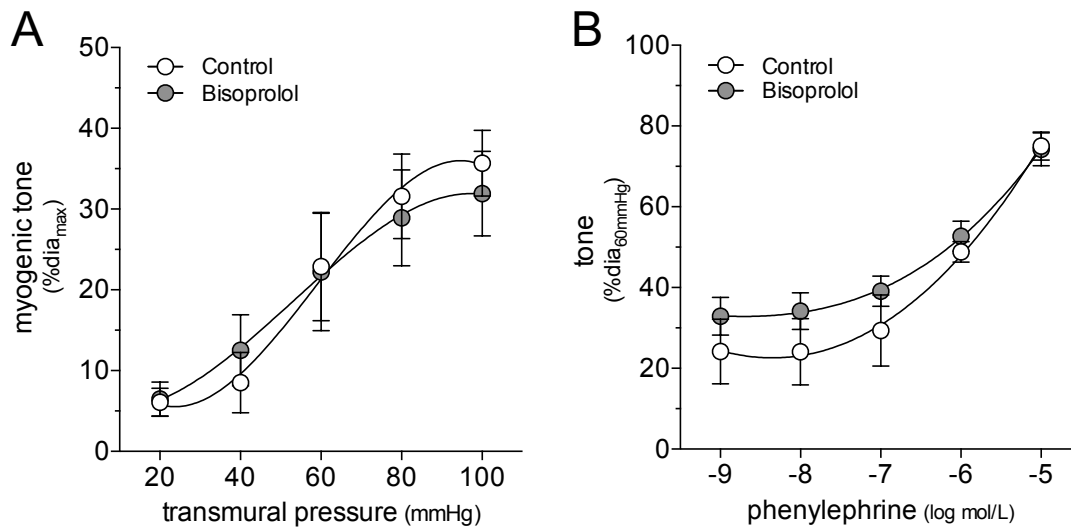 A
Control
Bisoprolol
myogenic tone
(%dia_max)
50
40
30
20
10
0
20 40 60 80 100
transmural pressure (mmHg)
B
Control
Bisoprolol
tone
(%dia_60mmHg)
100
80
60
40
20
0
-9 -8 -7 -6 -5
phenylephrine (log mol/L)